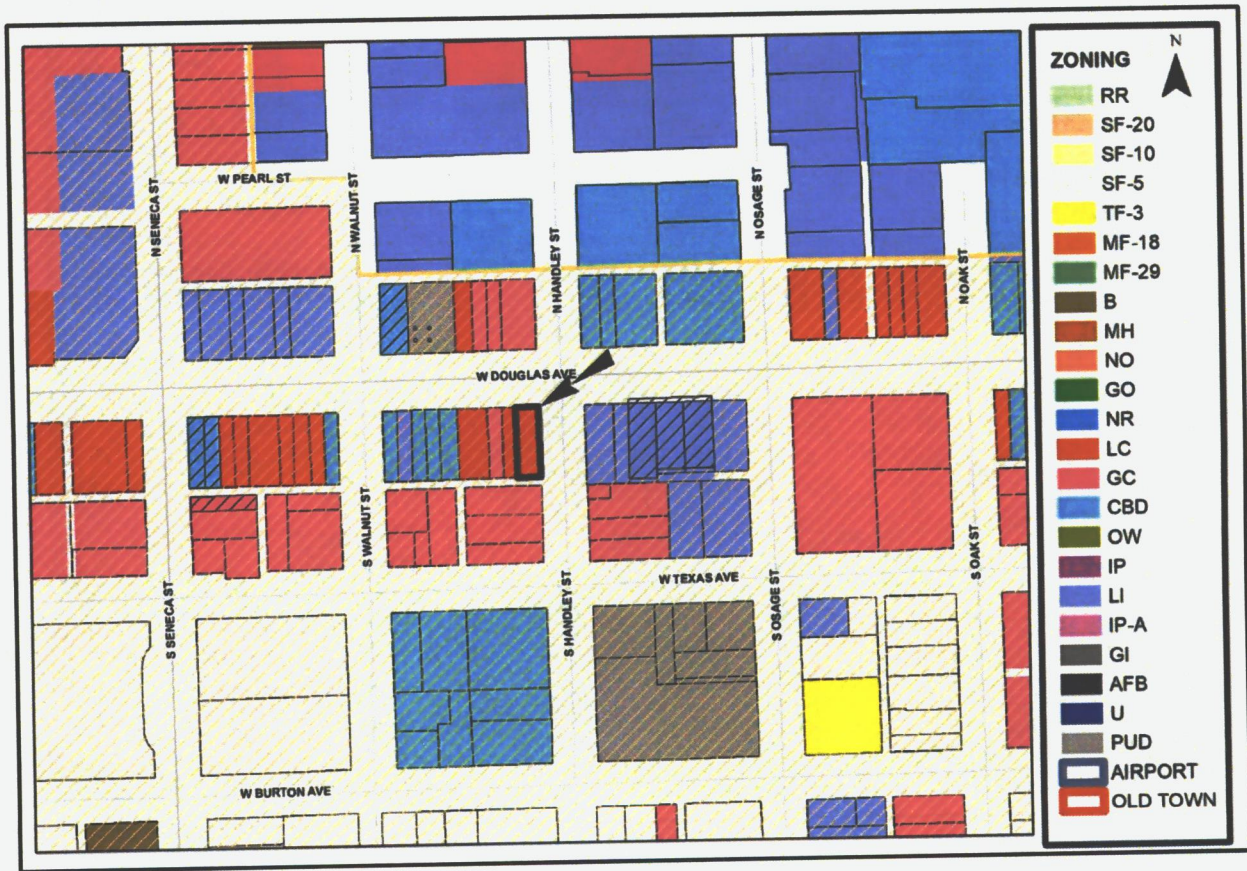 N
ZONING
RR
SF-20
SF-10
SF-5
TF-3
MF-18
MF-29
B
MH
NO
GO
NR
LC
GC
CBD
OW
IP
LI
IP-A
GI
AFB
U
PUD
AIRPORT
OLD TOWN
W PEARL ST
N SENECA ST
N WALNUT ST
N HANDLEY ST
N OSAGE ST
N OAK ST
W DOUGLAS AVE
S SENECA ST
S WALNUT ST
S HANDLEY ST
S OSAGE ST
S OAK ST
W TEXAS AVE
W BURTON AVE